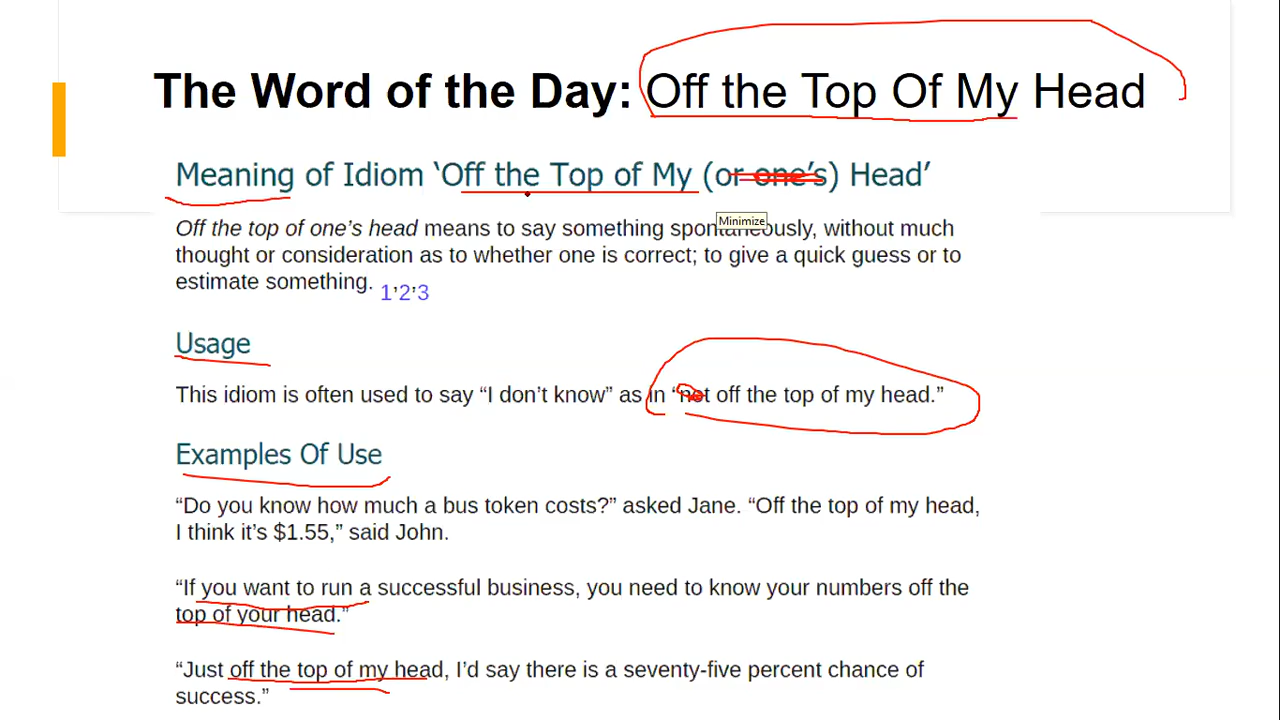 The Word of the Day: Off the Top Of My Head
Meaning of Idiom ‘Off the Top of My (or one’s) Head’
Off the top of one’s head means to say something spontaneously, without much
Minimize
thought or consideration as to whether one is correct; to give a quick guess or to
estimate something. 1,2,3
Usage
This idiom is often used to say “I don’t know” as in “not off the top of my head.”
Examples Of Use
“Do you know how much a bus token costs?” asked Jane. “Off the top of my head,
I think it’s $1.55,” said John.
“If you want to run a successful business, you need to know your numbers off the
top of your head.”
“Just off the top of my head, I’d say there is a seventy-five percent chance of
success.”